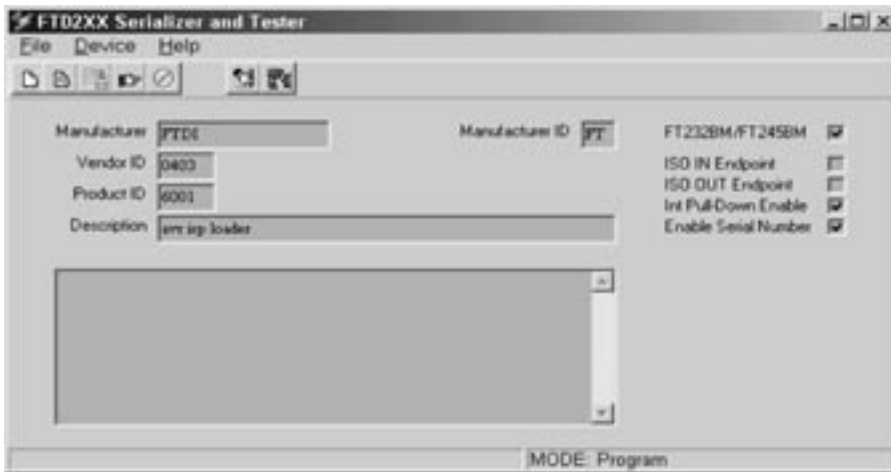 FTD2XX Serializer and Tester
File Device Help
Manufacturer FTDI
Manufacturer ID FT
FT232BM/FT245BM
Vendor ID 0403
ISO IN Endpoint
ISO OUT Endpoint
Product ID 6001
Int Pull-Down Enable
Description avr isp loader
Enable Serial Number
MODE: Program